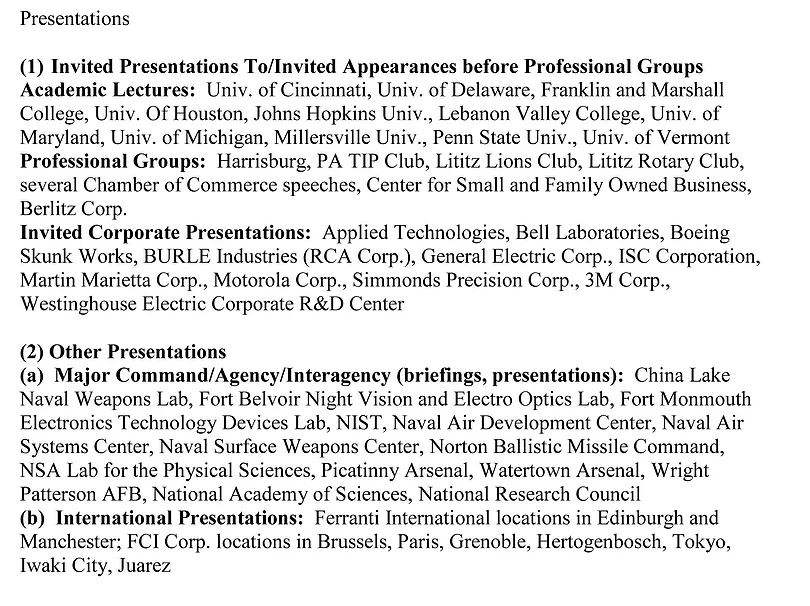 Presentations
(1) Invited Presentations To/Invited Appearances before Professional Groups
Academic Lectures: Univ. of Cincinnati, Univ. of Delaware, Franklin and Marshall
College, Univ. Of Houston, Johns Hopkins Univ., Lebanon Valley College, Univ. of
Maryland, Univ. of Michigan, Millersville Univ., Penn State Univ., Univ. of Vermont
Professional Groups: Harrisburg, PA TIP Club, Lititz Lions Club, Lititz Rotary Club,
several Chamber of Commerce speeches, Center for Small and Family Owned Business,
Berlitz Corp.
Invited Corporate Presentations: Applied Technologies, Bell Laboratories, Boeing
Skunk Works, BURLE Industries (RCA Corp.), General Electric Corp., ISC Corporation,
Martin Marietta Corp., Motorola Corp., Simmonds Precision Corp., 3M Corp.,
Westinghouse Electric Corporate R&D Center
(2) Other Presentations
(a) Major Command/Agency/Interagency (briefings, presentations): China Lake
Naval Weapons Lab, Fort Belvoir Night Vision and Electro Optics Lab, Fort Monmouth
Electronics Technology Devices Lab, NIST, Naval Air Development Center, Naval Air
Systems Center, Naval Surface Weapons Center, Norton Ballistic Missile Command,
NSA Lab for the Physical Sciences, Picatinny Arsenal, Watertown Arsenal, Wright
Patterson AFB, National Academy of Sciences, National Research Council
(b) International Presentations: Ferranti International locations in Edinburgh and
Manchester; FCI Corp. locations in Brussels, Paris, Grenoble, Hertogenbosch, Tokyo,
Iwaki City, Juarez